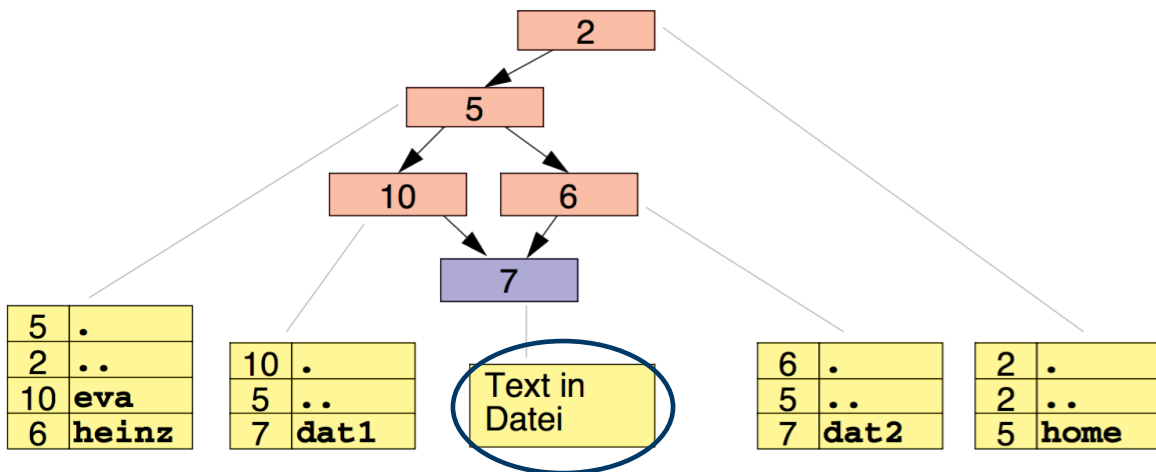 2
5
10 6
7
5 .
2 ..
10 eva
6 heinz
10 .
5 ..
7 dat1
Text in
Datei
6 .
5 ..
7 dat2
2 .
2 ..
5 home